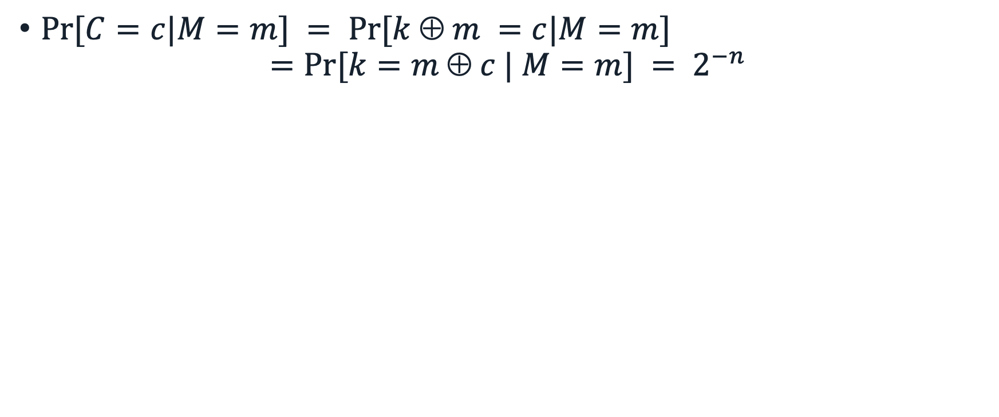 • Pr[𝐶 = 𝑐|𝑀 = 𝑚] = Pr[𝑘 ⊕ 𝑚 = 𝑐|𝑀 = 𝑚]
= Pr[𝑘 = 𝑚 ⊕ 𝑐 | 𝑀 = 𝑚] = 2⁻ⁿ